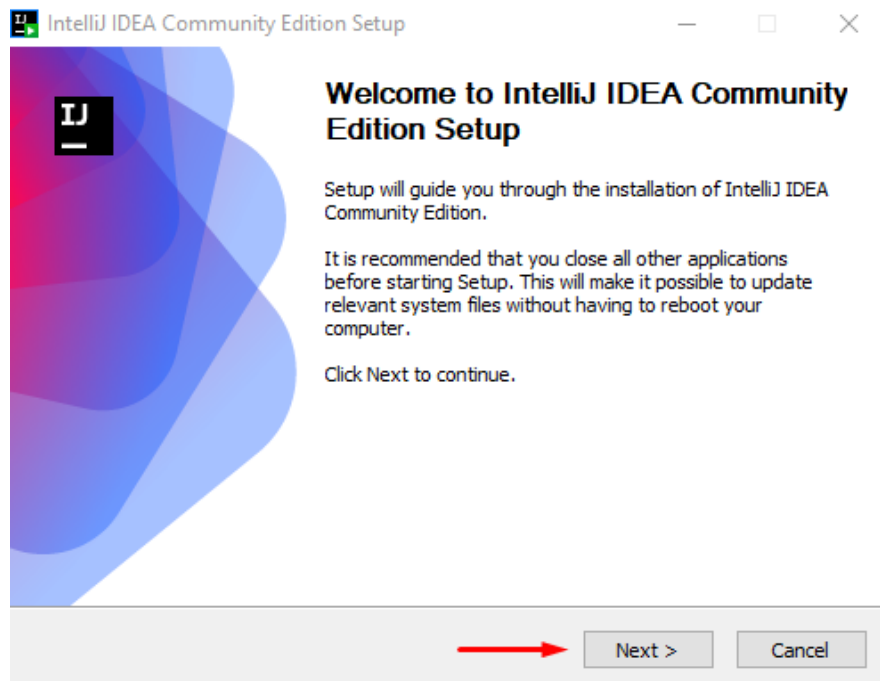 IntelliJ IDEA Community Edition Setup
IJ
Welcome to IntelliJ IDEA Community
Edition Setup
Setup will guide you through the installation of IntelliJ IDEA
Community Edition.
It is recommended that you close all other applications
before starting Setup. This will make it possible to update
relevant system files without having to reboot your
computer.
Click Next to continue.
Next >
Cancel